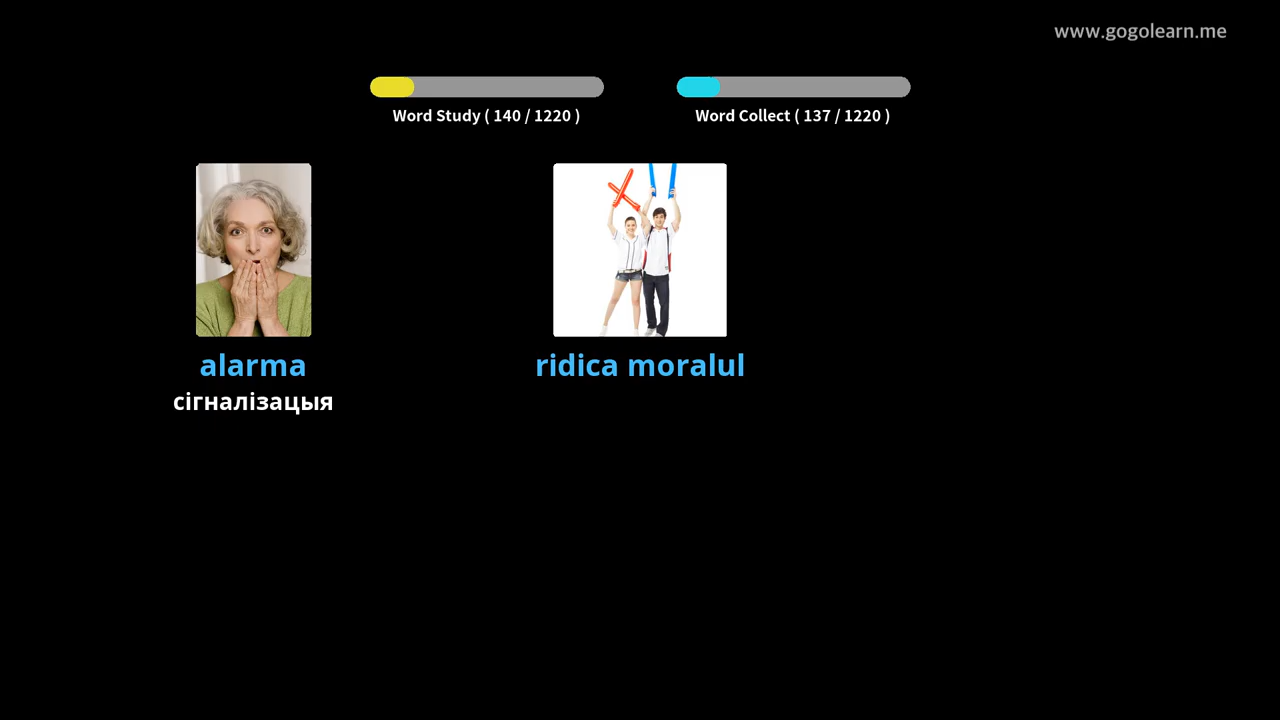 www.gogolearn.me
Word Study ( 140 / 1220 )
Word Collect ( 137 / 1220 )
alarma
ridica moralul
сігналізацыя